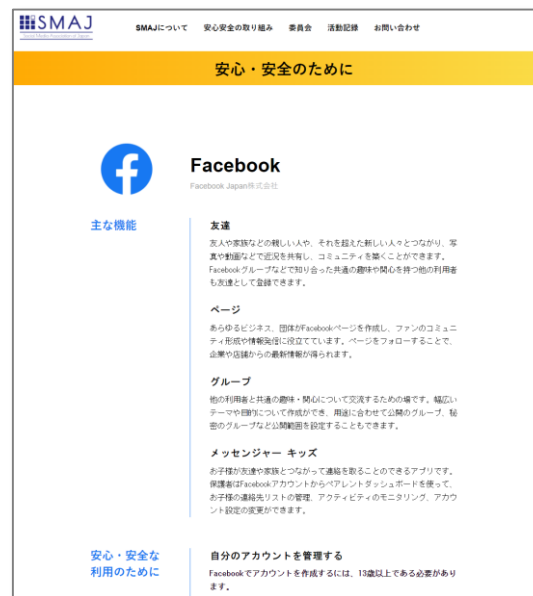 SMAJ
Social Media Association of Japan
SMAJについて 安心安全の取り組み 委員会 活動記録 お問い合わせ
安心・安全のために
Facebook
Facebook Japan株式会社
主な機能
友達
友人や家族などの親しい人や、それを超えた新しい人々とつながり、写
真や動画などで近況を共有し、コミュニティを築くことができます。
Facebookグループなどで知り合った共通の趣味や関心を持つ他の利用者
も友達として登録できます。
ページ
あらゆるビジネス、団体がFacebookページを作成し、ファンのコミュニ
ティ形成や情報発信に役立てています。ページをフォローすることで、
企業や店舗からの最新情報が得られます。
グループ
他の利用者と共通の趣味・関心について交流するための場です。幅広い
テーマや目的について作成ができ、用途に合わせて公開のグループ、秘
密のグループなど公開範囲を設定することもできます。
メッセンジャー キッズ
お子様が友達や家族とつながって連絡を取ることのできるアプリです。
保護者はFacebookアカウントからペアレントダッシュボードを使って、
お子様の連絡先リストの管理、アクティビティのモニタリング、アカウ
ント設定の変更ができます。
安心・安全な
利用のために
自分のアカウントを管理する
Facebookでアカウントを作成するには、13歳以上である必要があり
ます。